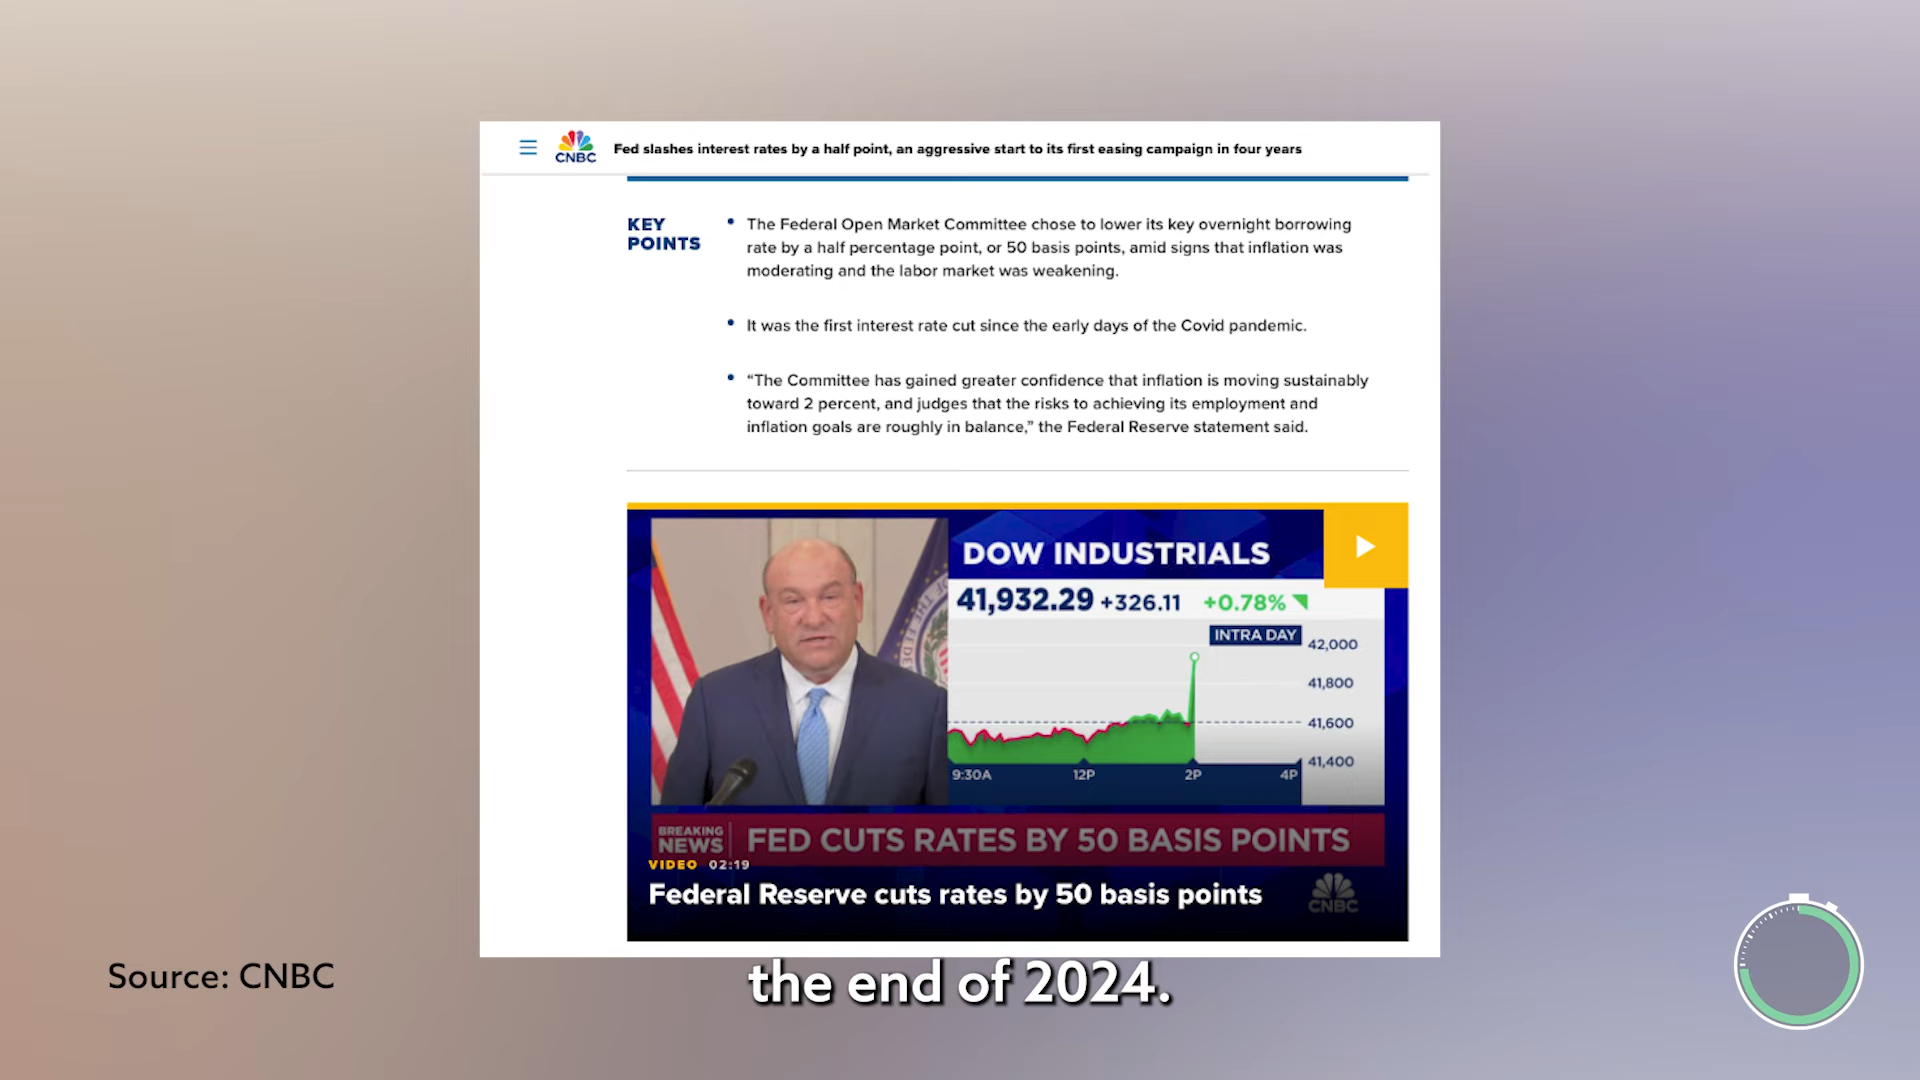 CNBC
Fed slashes interest rates by a half point, an aggressive start to its first easing campaign in four years
KEY
POINTS
• The Federal Open Market Committee chose to lower its key overnight borrowing
rate by a half percentage point, or 50 basis points, amid signs that inflation was
moderating and the labor market was weakening.
• It was the first interest rate cut since the early days of the Covid pandemic.
• “The Committee has gained greater confidence that inflation is moving sustainably
toward 2 percent, and judges that the risks to achieving its employment and
inflation goals are roughly in balance,” the Federal Reserve statement said.
DOW INDUSTRIALS
41,932.29 +326.11 +0.78%
INTRA DAY
42,000
41,800
41,600
41,400
9:30A 12P 2P 4P
BREAKING
NEWS
FED CUTS RATES BY 50 BASIS POINTS
VIDEO 02:19
Federal Reserve cuts rates by 50 basis points
CNBC
Source: CNBC
the end of 2024.